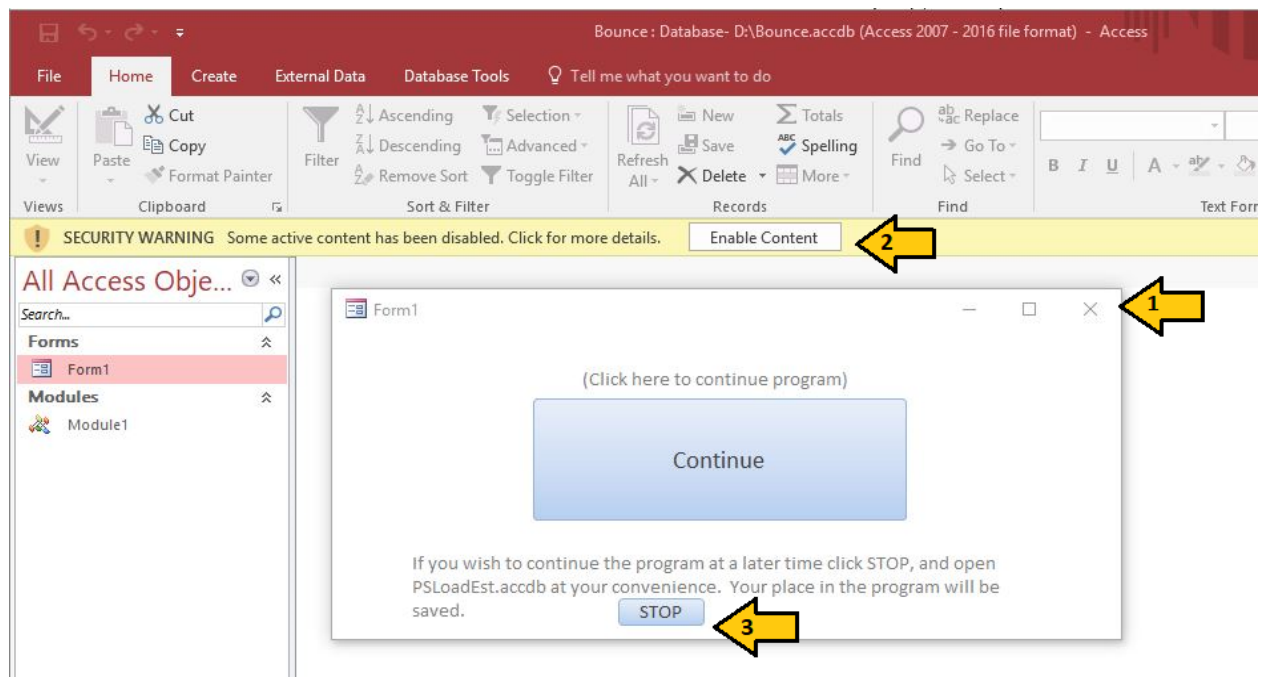 Bounce : Database- D:\Bounce.accdb (Access 2007 - 2016 file format) - Access
File Home Create External Data Database Tools Tell me what you want to do
View
Paste
Cut
Copy
Format Painter
Filter
Ascending
Descending
Remove Sort
Selection
Advanced
Toggle Filter
Refresh
All
New
Save
Delete
Totals
Spelling
More
Find
Replace
Go To
Select
B I U A
Views Clipboard Sort & Filter Records Find Text Forr
SECURITY WARNING Some active content has been disabled. Click for more details. Enable Content 2
All Access Obje...
Search...
Forms
Form1
Modules
Module1
Form1 1
(Click here to continue program)
Continue
If you wish to continue the program at a later time click STOP, and open
PSLoadEst.accdb at your convenience. Your place in the program will be
saved. STOP 3